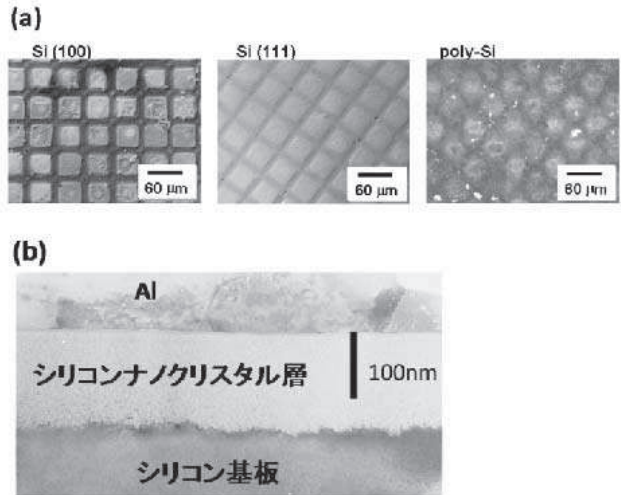 (a)
Si (100)
Si (111)
poly-Si
60 μm
60 μm
60 μm
(b)
Al
シリコンナノクリスタル層
100nm
シリコン基板